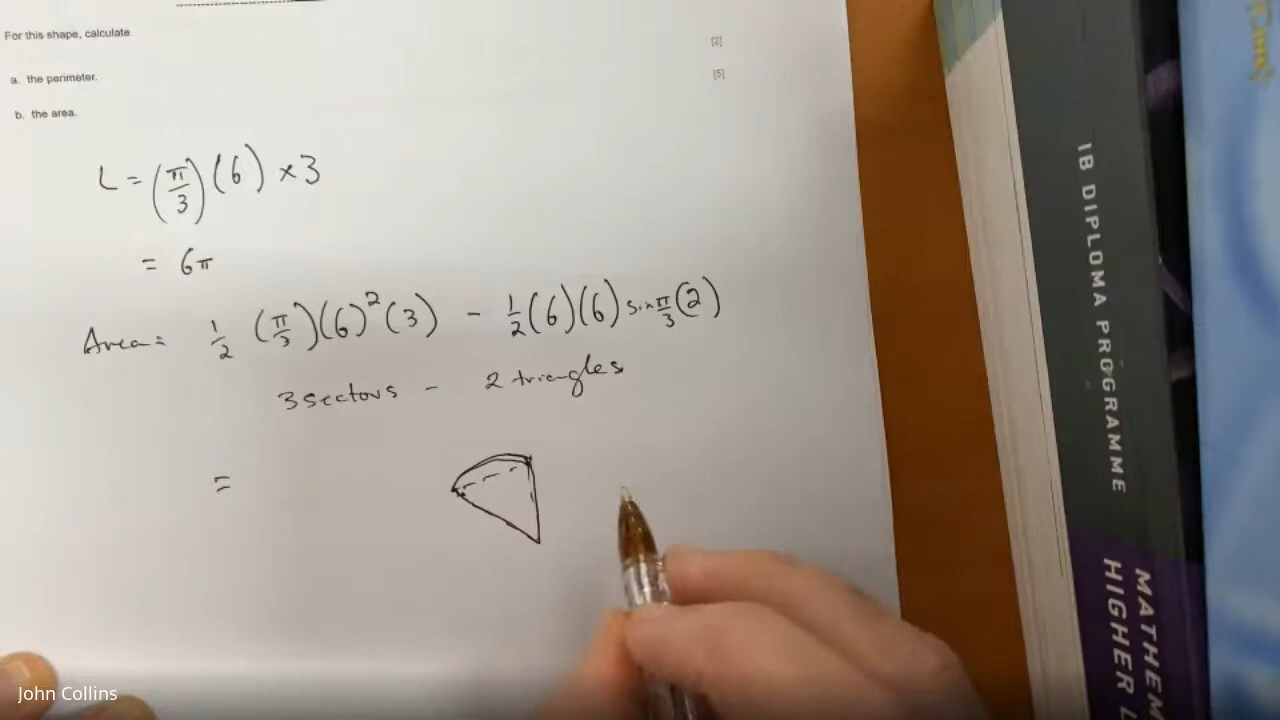 For this shape, calculate
[2]
a. the perimeter.
[5]
b. the area.
L = (π/3)(6) ×3
= 6π
Area = 1/2 (π/3)(6)²(3) - 1/2(6)(6) sin π/3 (2)
3 sectors - 2 triangles
=
IB DIPLOMA PROGRAMME
HIGHER
John Collins